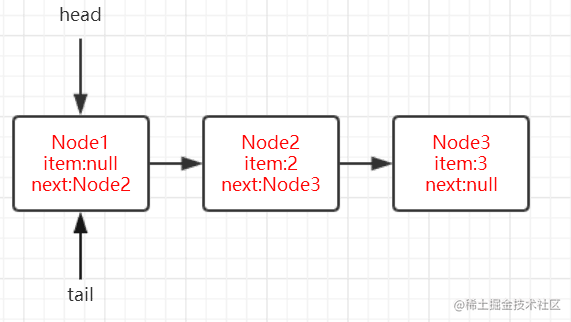 head
Node1
item:null
next:Node2
Node2
item:2
next:Node3
Node3
item:3
next:null
tail
@稀土掘金技术社区